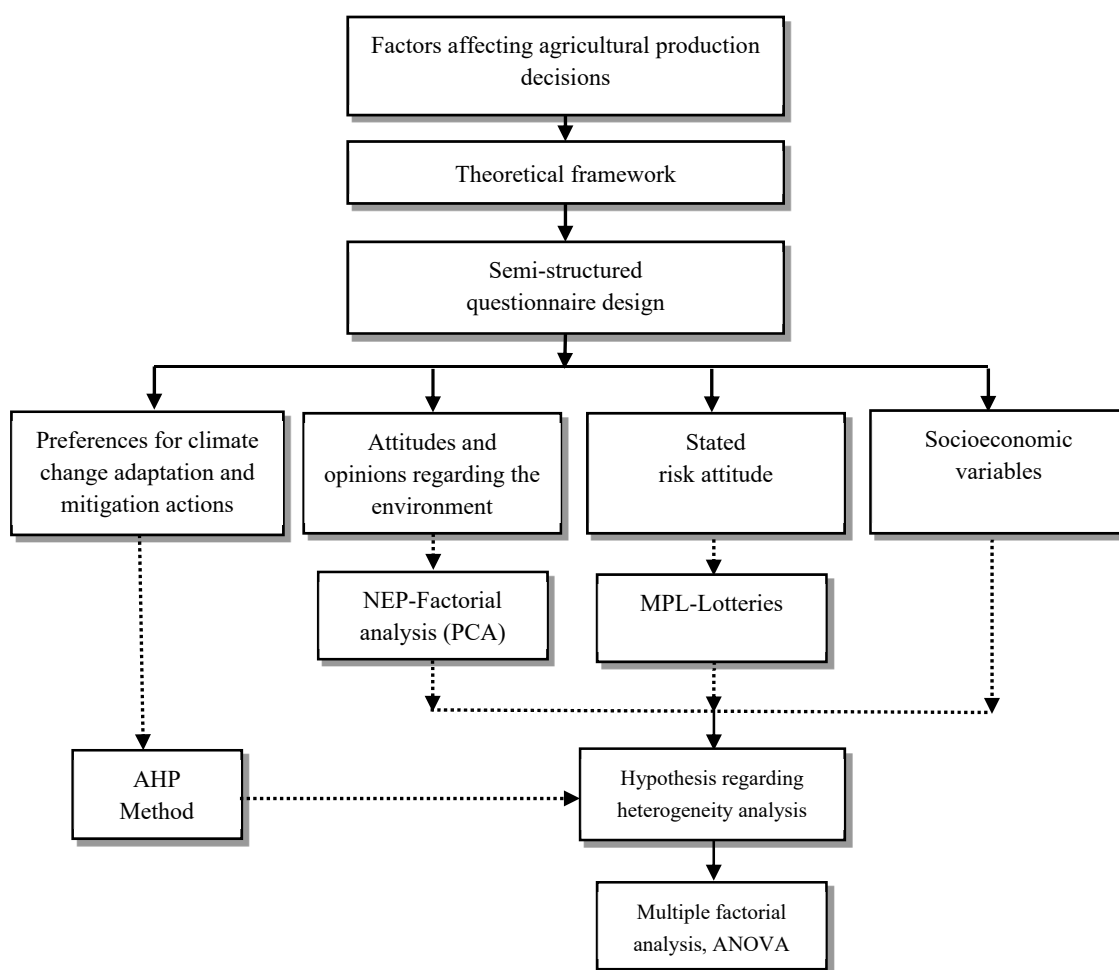 Factors affecting agricultural production
decisions
Theoretical framework
Semi-structured
questionnaire design
Preferences for climate
change adaptation and
mitigation actions
Attitudes and
opinions regarding the
environment
Stated
risk attitude
Socioeconomic
variables
NEP-Factorial
analysis (PCA)
MPL-Lotteries
AHP
Method
Hypothesis regarding
heterogeneity analysis
Multiple factorial
analysis, ANOVA